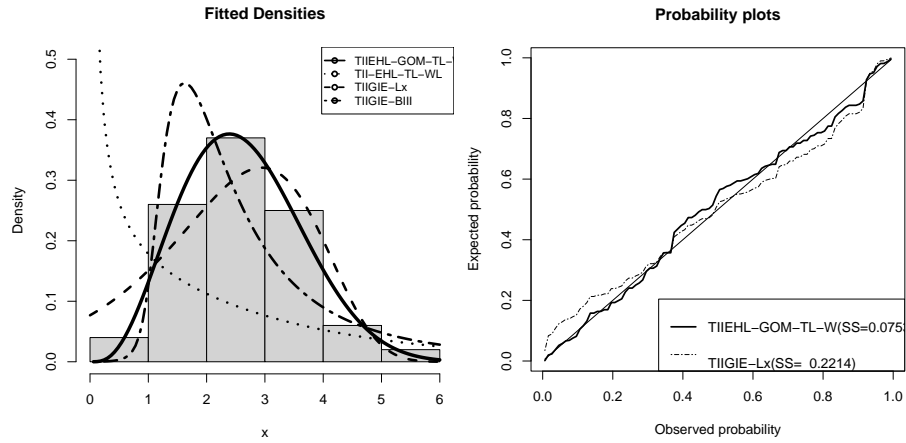 Fitted Densities
Density
0.5
0.4
0.3
0.2
0.1
0.0
TIIEHL−GOM−TL−
TII−EHL−TL−WL
TIIGIE−Lx
TIIGIE−BIII
0 1 2 3 4 5 6
x
Probability plots
Expected probability
1.0
0.8
0.6
0.4
0.2
0.0
TIIEHL−GOM−TL−W(SS=0.075
TIIGIE−Lx(SS= 0.2214)
0.0 0.2 0.4 0.6 0.8 1.0
Observed probability